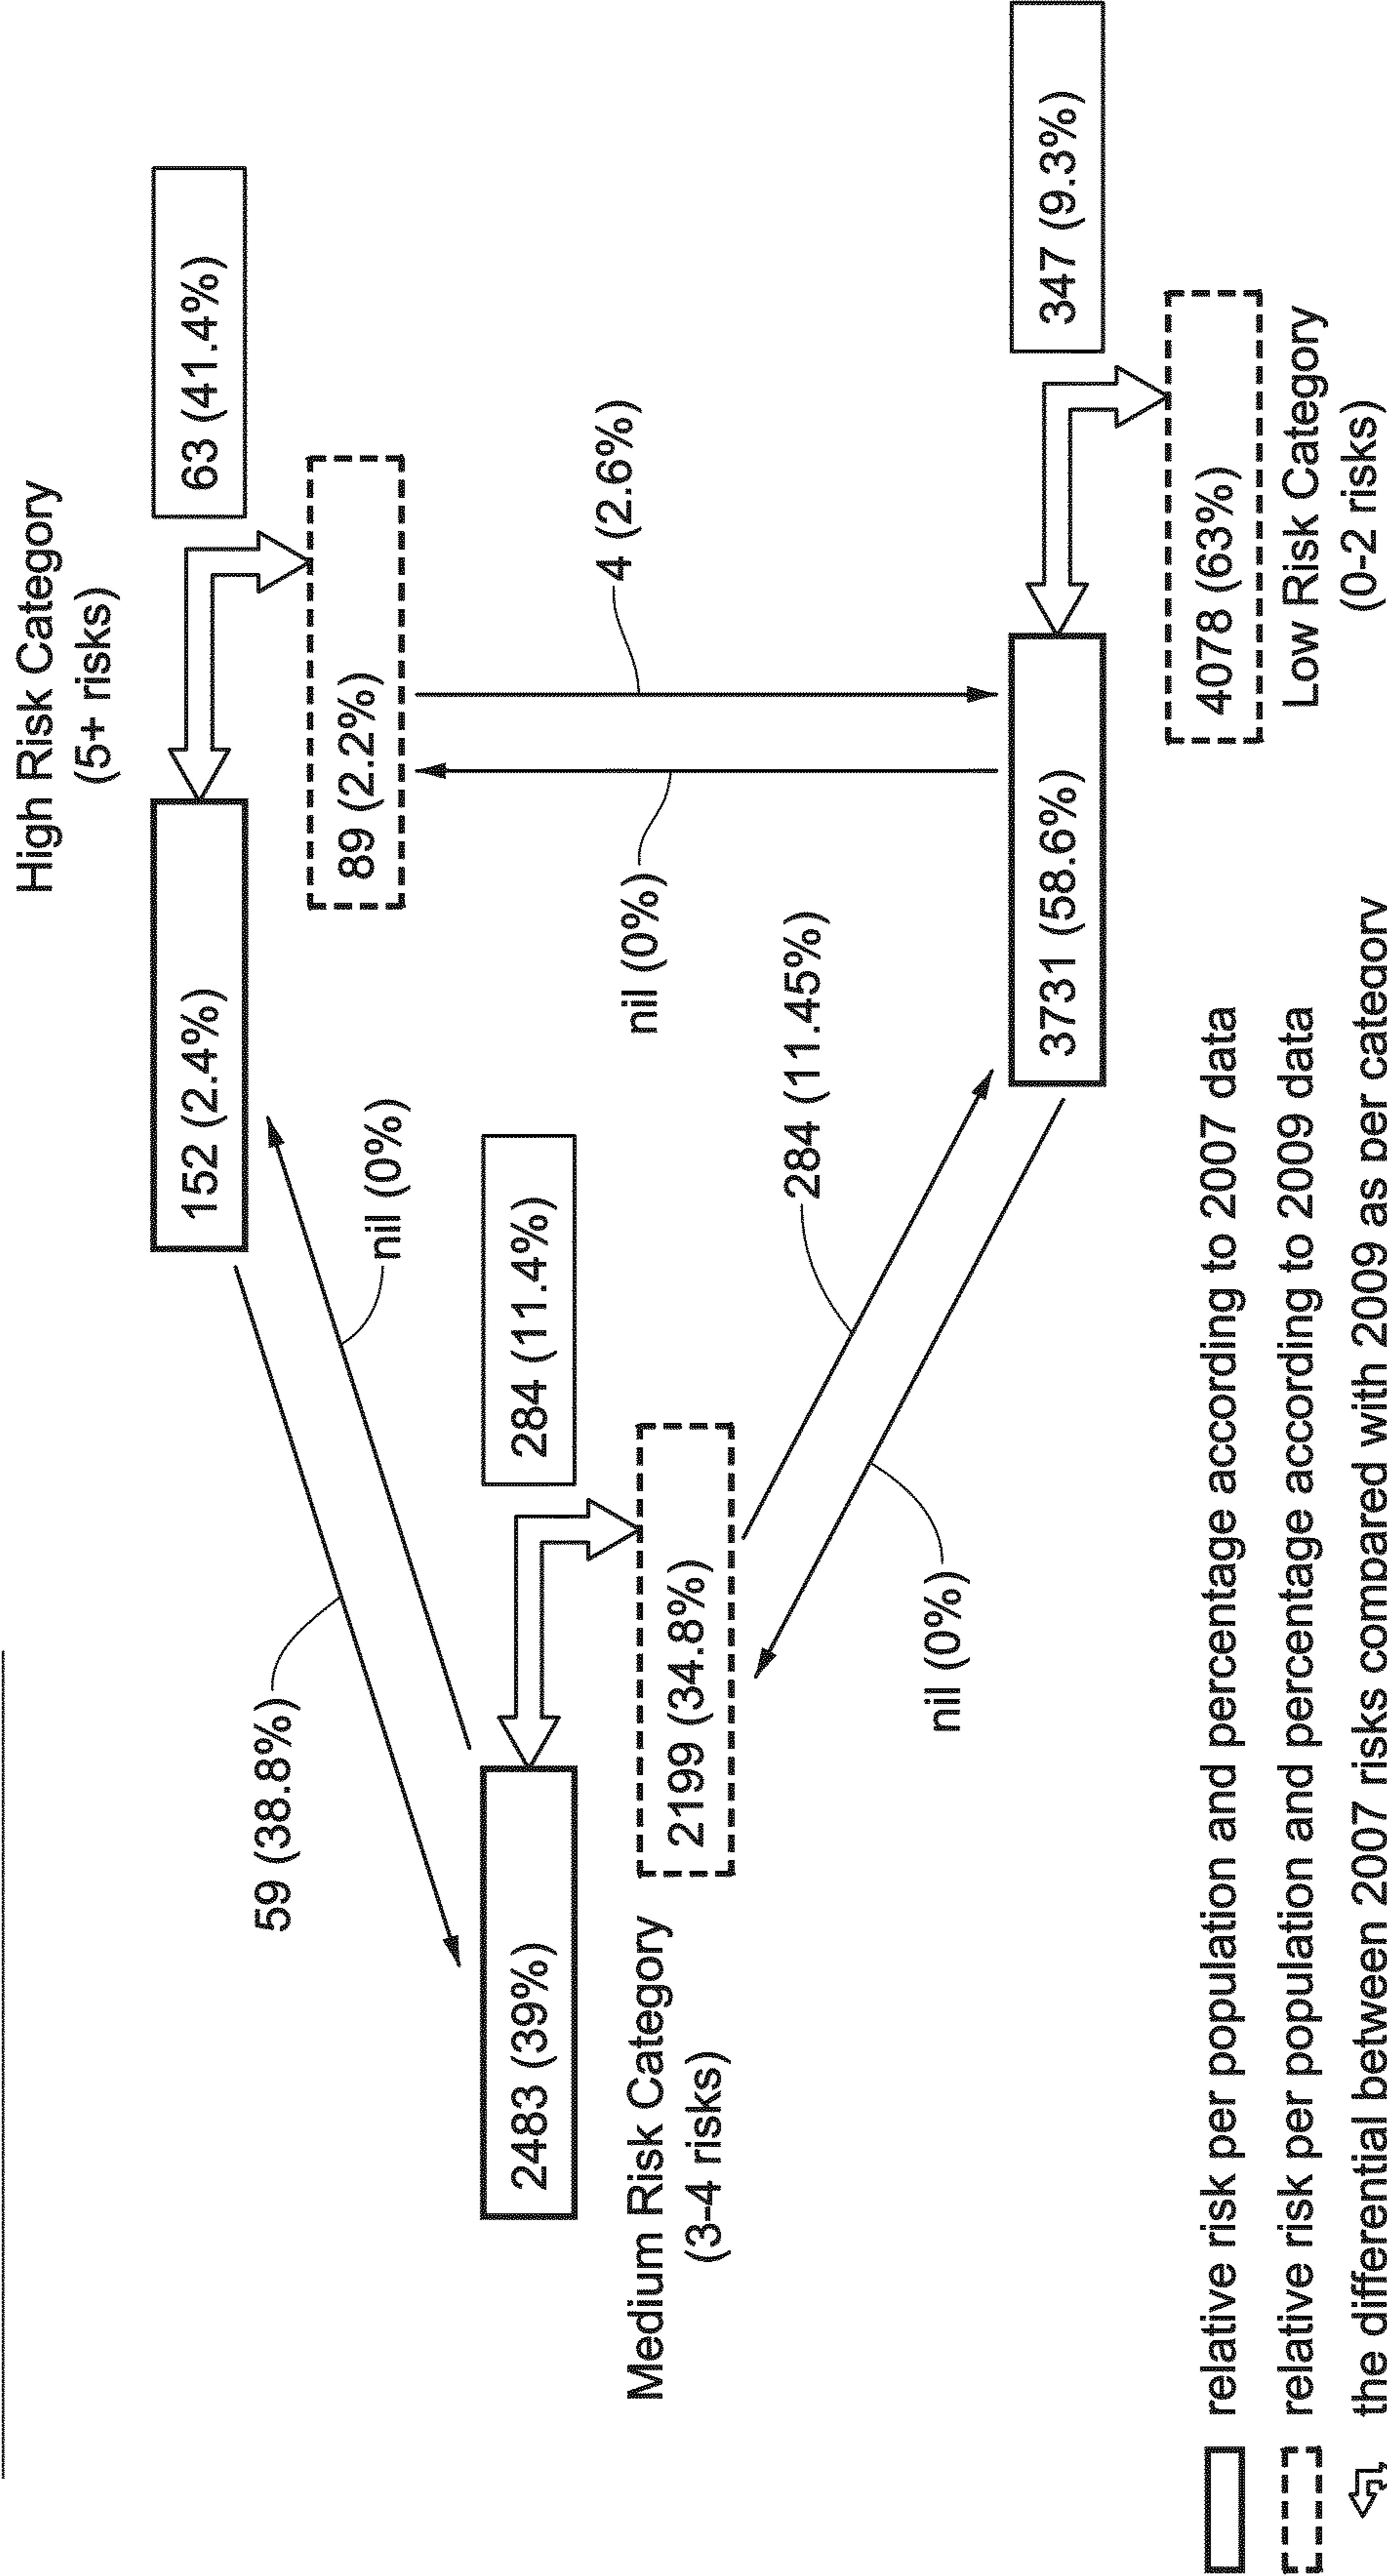 High Risk Category
(5+ risks)
152 (2.4%)
63 (41.4%)
89 (2.2%)
59 (38.8%)
nil (0%)
4 (2.6%)
nil (0%)
2483 (39%)
284 (11.4%)
2199 (34.8%)
Medium Risk Category
(3-4 risks)
284 (11.45%)
nil (0%)
3731 (58.6%)
347 (9.3%)
4078 (63%)
Low Risk Category
(0-2 risks)
relative risk per population and percentage according to 2007 data
relative risk per population and percentage according to 2009 data
the differential between 2007 risks compared with 2009 as per category